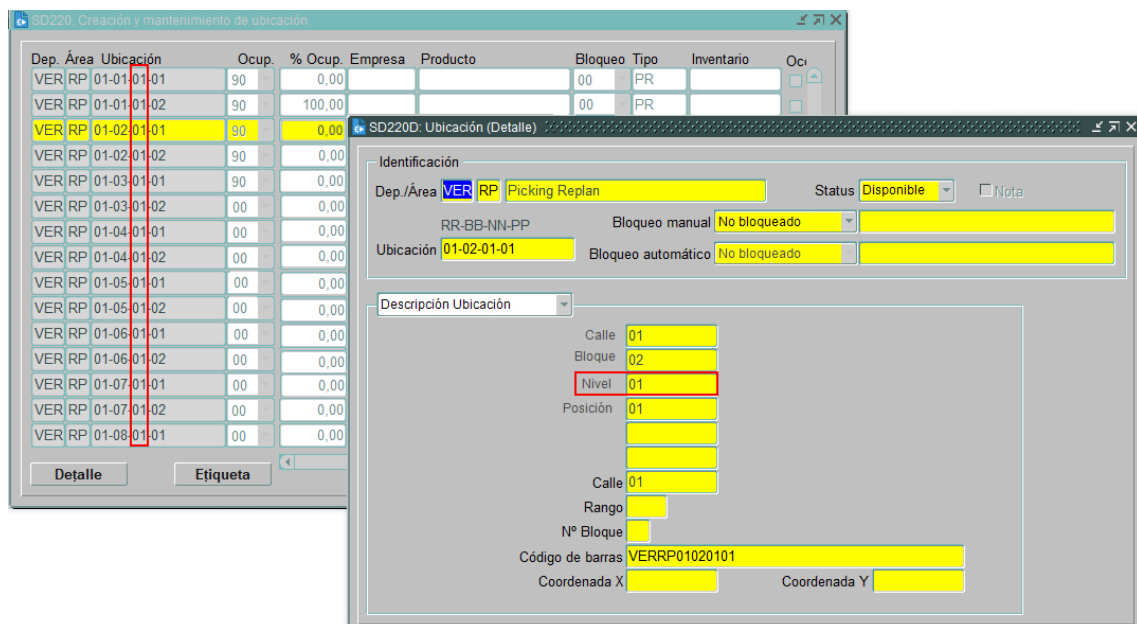 SD220: Creación y mantenimiento de ubicación
Dep. Área Ubicación Ocup. % Ocup. Empresa Producto Bloqueo Tipo Inventario
VER RP 01-01-01-01 90 0,00 00 PR
VER RP 01-01-01-02 90 100,00 00 PR
VER RP 01-02-01-01 90 0,00
VER RP 01-02-01-02 90 0,00
VER RP 01-03-01-01 90 0,00
VER RP 01-03-01-02 00 0,00
VER RP 01-04-01-01 00 0,00
VER RP 01-04-01-02 00 0,00
VER RP 01-05-01-01 00 0,00
VER RP 01-05-01-02 00 0,00
VER RP 01-06-01-01 00 0,00
VER RP 01-06-01-02 00 0,00
VER RP 01-07-01-01 00 0,00
VER RP 01-07-01-02 00 0,00
VER RP 01-08-01-01 00 0,00
Detalle Etiqueta
SD220D: Ubicación (Detalle)
Identificación
Dep./Área VER RP Picking Replan Status Disponible Nota
RR-BB-NN-PP Bloqueo manual No bloqueado
Ubicación 01-02-01-01 Bloqueo automático No bloqueado
Descripción Ubicación
Calle 01
Bloque 02
Nivel 01
Posición 01
Calle 01
Rango
Nº Bloque
Código de barras VERRP01020101
Coordenada X Coordenada Y